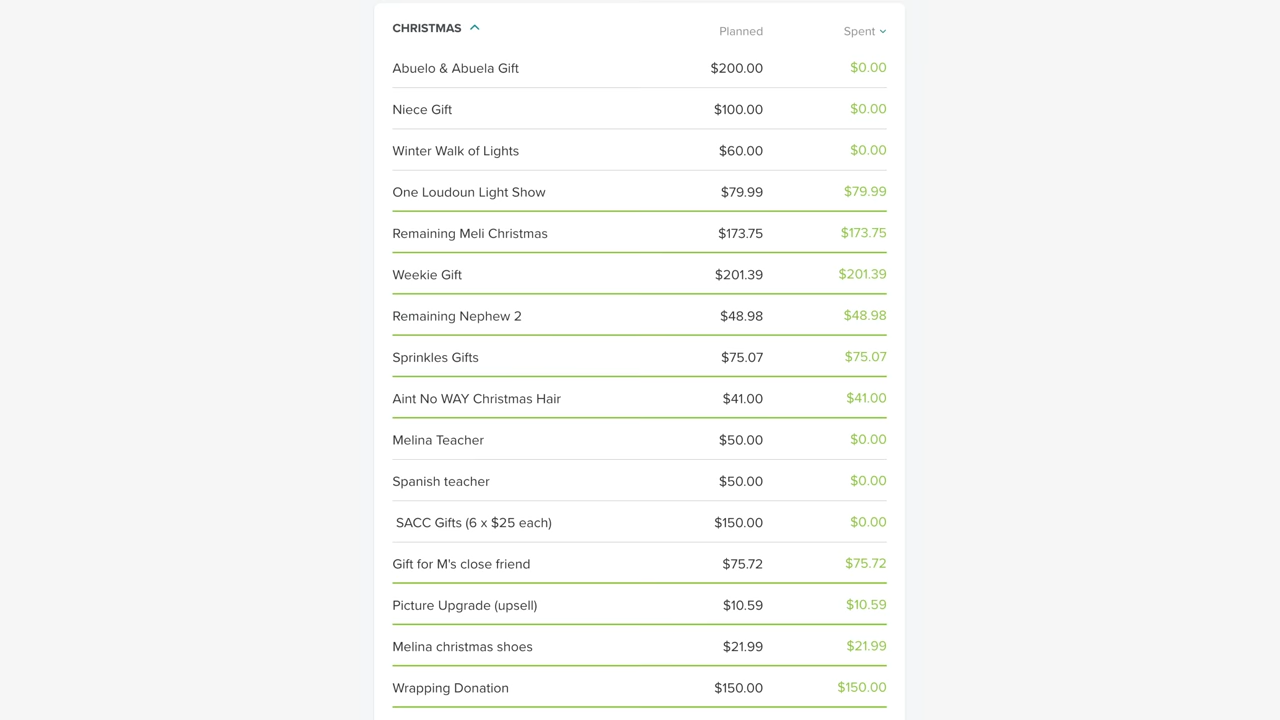 CHRISTMAS Planned Spent
Abuelo & Abuela Gift $200.00 $0.00
Niece Gift $100.00 $0.00
Winter Walk of Lights $60.00 $0.00
One Loudoun Light Show $79.99 $79.99
Remaining Meli Christmas $173.75 $173.75
Weekie Gift $201.39 $201.39
Remaining Nephew 2 $48.98 $48.98
Sprinkles Gifts $75.07 $75.07
Aint No WAY Christmas Hair $41.00 $41.00
Melina Teacher $50.00 $0.00
Spanish teacher $50.00 $0.00
SACC Gifts (6 x $25 each) $150.00 $0.00
Gift for M's close friend $75.72 $75.72
Picture Upgrade (upsell) $10.59 $10.59
Melina christmas shoes $21.99 $21.99
Wrapping Donation $150.00 $150.00